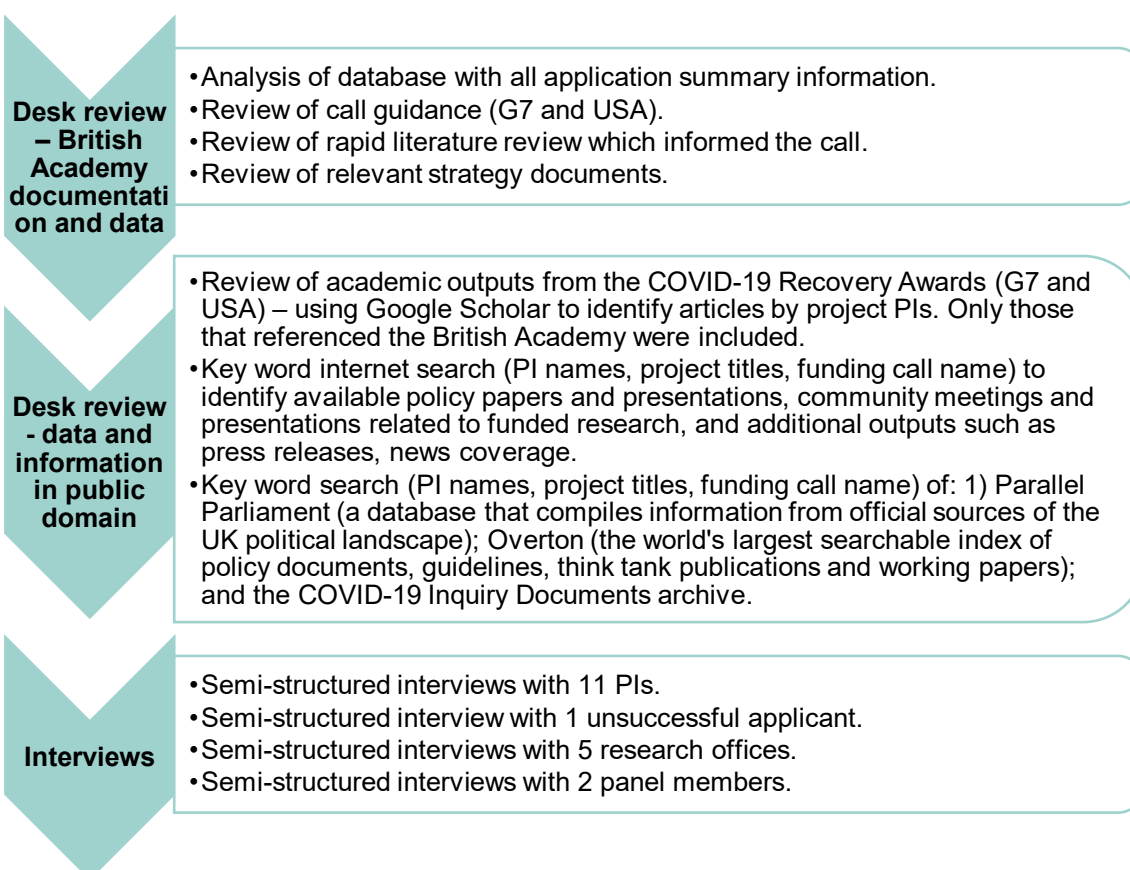 Desk review
– British
Academy
documentati
on and data
•Analysis of database with all application summary information.
•Review of call guidance (G7 and USA).
•Review of rapid literature review which informed the call.
•Review of relevant strategy documents.
Desk review
- data and
information
in public
domain
•Review of academic outputs from the COVID-19 Recovery Awards (G7 and
USA) – using Google Scholar to identify articles by project PIs. Only those
that referenced the British Academy were included.
•Key word internet search (PI names, project titles, funding call name) to
identify available policy papers and presentations, community meetings and
presentations related to funded research, and additional outputs such as
press releases, news coverage.
•Key word search (PI names, project titles, funding call name) of: 1) Parallel
Parliament (a database that compiles information from official sources of the
UK political landscape); Overton (the world's largest searchable index of
policy documents, guidelines, think tank publications and working papers);
and the COVID-19 Inquiry Documents archive.
Interviews
•Semi-structured interviews with 11 PIs.
•Semi-structured interview with 1 unsuccessful applicant.
•Semi-structured interviews with 5 research offices.
•Semi-structured interviews with 2 panel members.